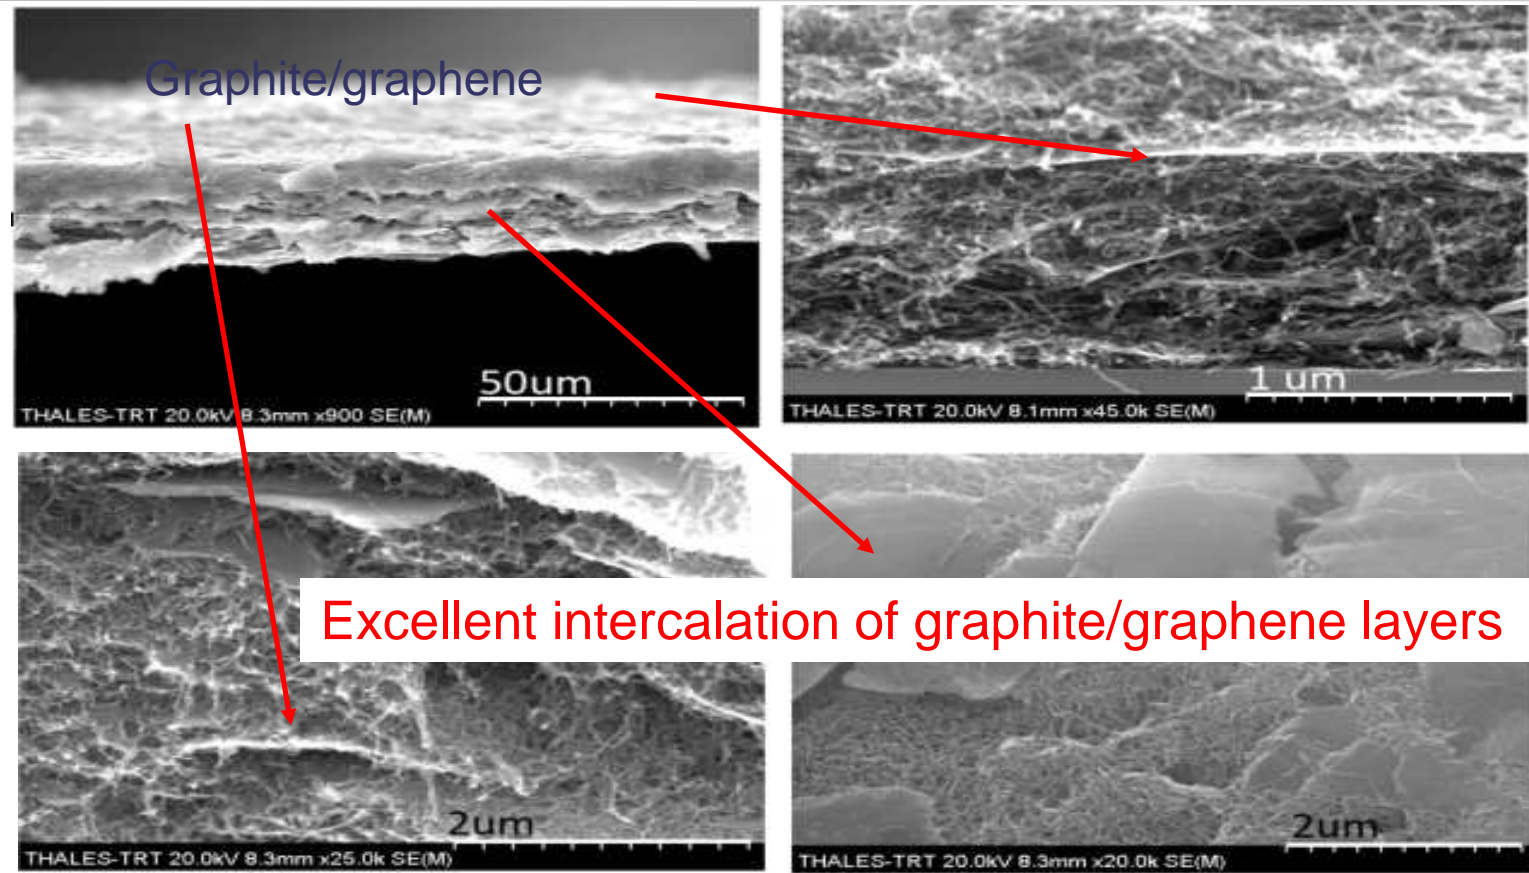 Graphite/graphene
50um
THALES-TRT 20.0kV 8.3mm x900 SE(M)
1 um
THALES-TRT 20.0kV 8.1mm x45.0k SE(M)
Excellent intercalation of graphite/graphene layers
2um
THALES-TRT 20.0kV 8.3mm x25.0k SE(M)
2um
THALES-TRT 20.0kV 8.3mm x20.0k SE(M)